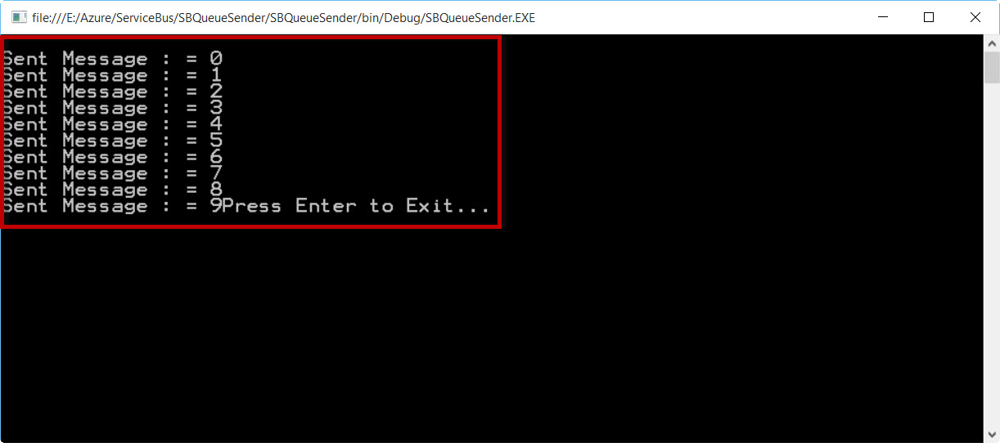 file:///E:/Azure/ServiceBus/SBQueueSender/SBQueueSender/bin/Debug/SBQueueSender.EXE
Sent Message : = 0
Sent Message : = 1
Sent Message : = 2
Sent Message : = 3
Sent Message : = 4
Sent Message : = 5
Sent Message : = 6
Sent Message : = 7
Sent Message : = 8
Sent Message : = 9Press Enter to Exit...